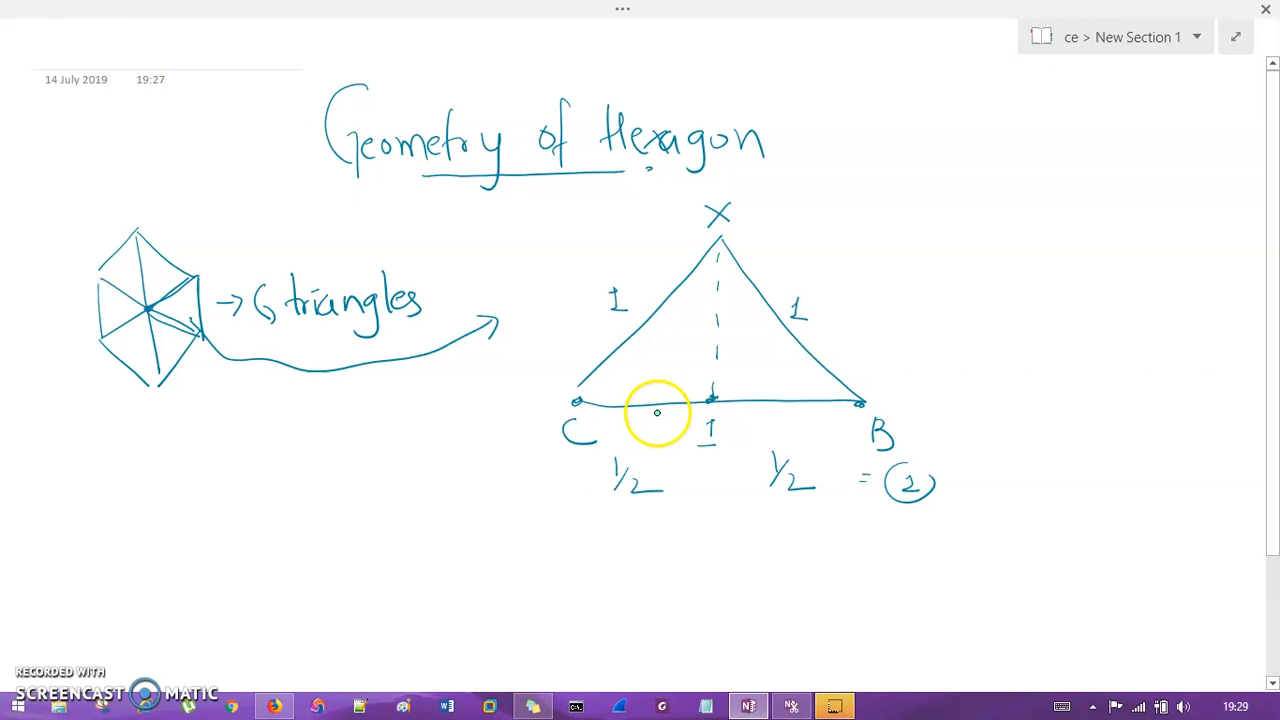 ce > New Section 1
14 July 2019 19:27
Geometry of Hexagon
X
→ 6 triangles
1 1
C 1 B
1/2 1/2 = 1
RECORDED WITH
SCREENCAST MATIC
19:29